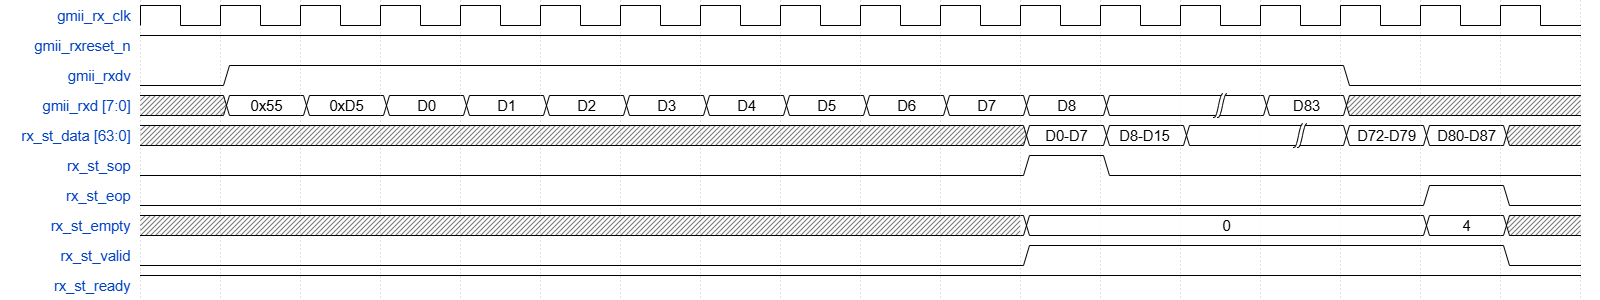 gmii_rx_clk
gmii_rxreset_n
gmii_rxdv
gmii_rxd [7:0] 0x55 0xD5 D0 D1 D2 D3 D4 D5 D6 D7 D8 D83
rx_st_data [63:0] D0-D7 D8-D15 D72-D79 D80-D87
rx_st_sop
rx_st_eop
rx_st_empty 0 4
rx_st_valid
rx_st_ready